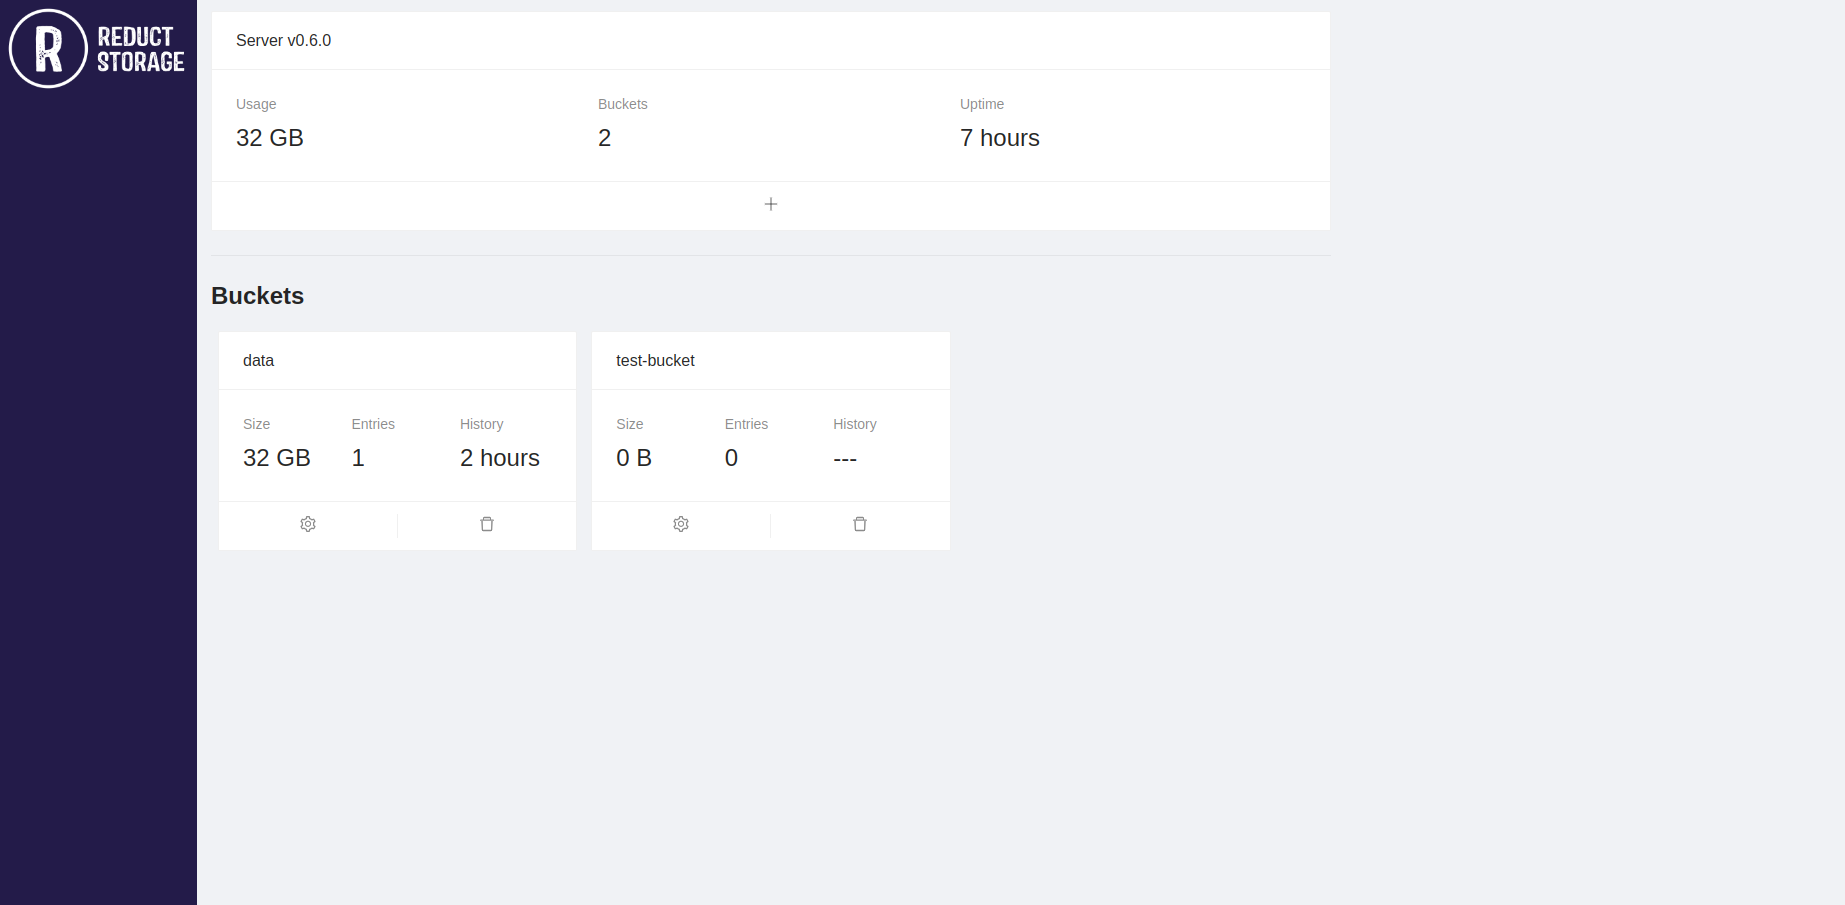 R
REDUCT
STORAGE
Server v0.6.0
Usage Buckets Uptime
32 GB 2 7 hours
Buckets
data
Size Entries History
32 GB 1 2 hours
test-bucket
Size Entries History
0 B 0 ---